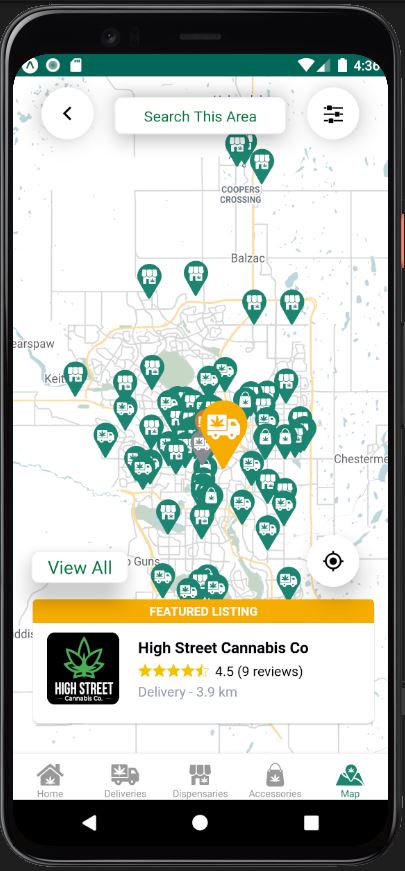 4:36
Search This Area
COOPERS
CROSSING
Balzac
earspaw
Keit
Chesterme
View All
o Guns
ddis
FEATURED LISTING
High Street Cannabis Co
4.5 (9 reviews)
Delivery - 3.9 km
HIGH STREET
Cannabis Co.
Home
Deliveries
Dispensaries
Accessories
Map